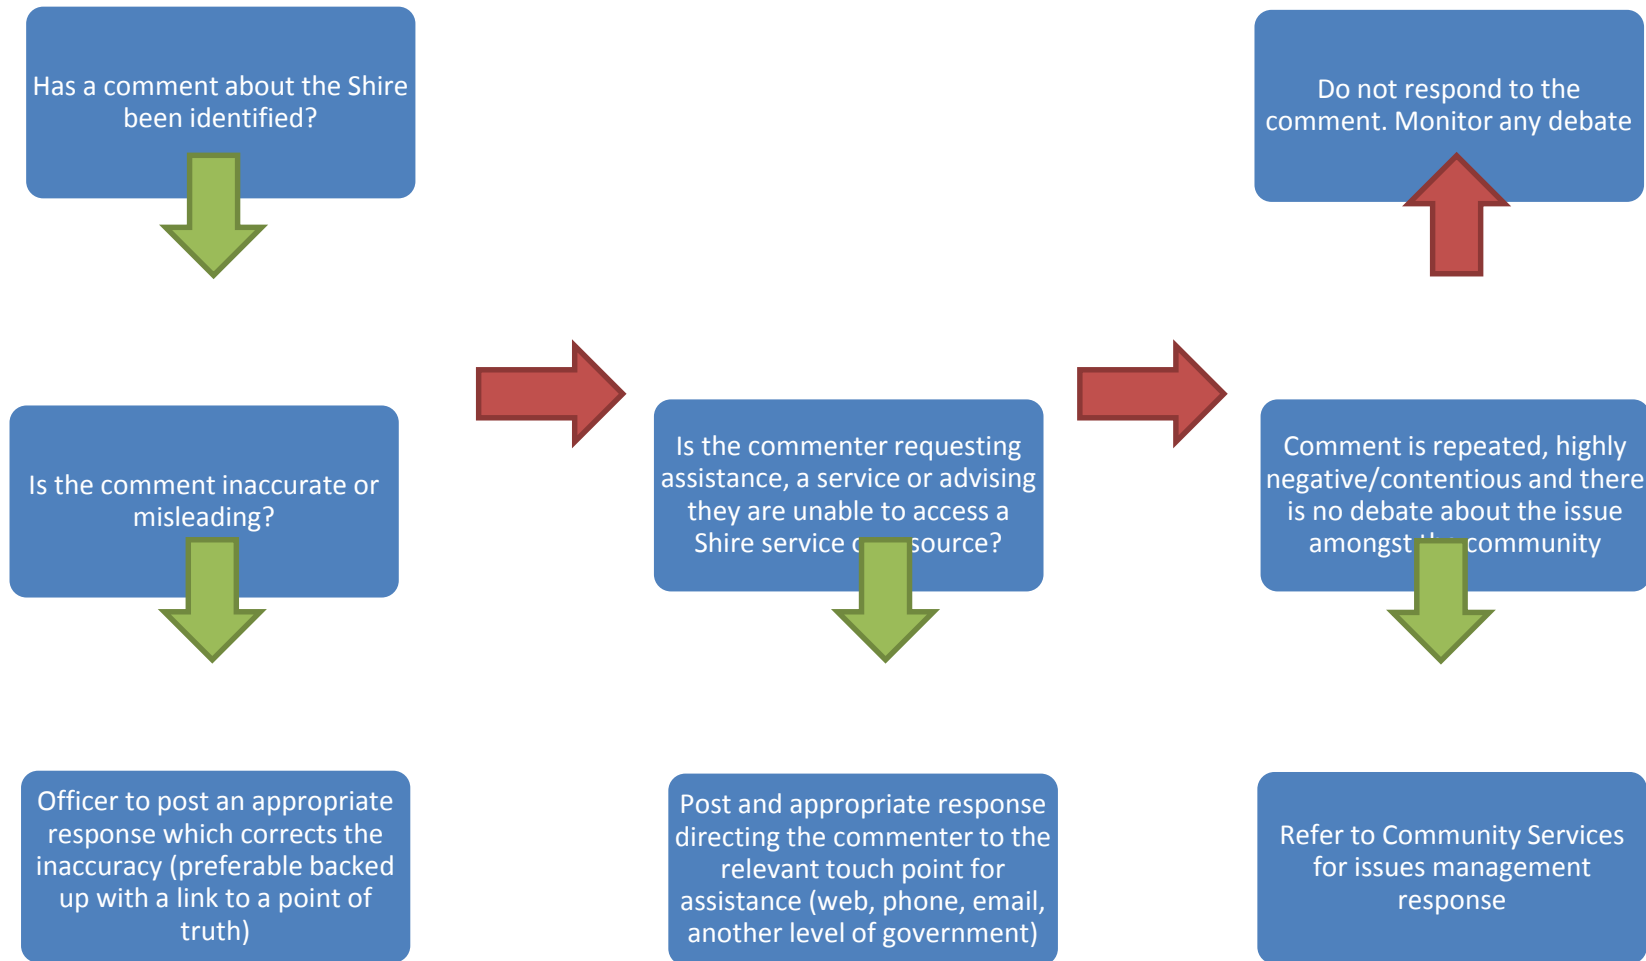 Has a comment about the Shire
been identified?
Do not respond to the
comment. Monitor any debate
Is the comment inaccurate or
misleading?
Is the commenter requesting
assistance, a service or advising
they are unable to access a
Shire service source?
Comment is repeated, highly
negative/contentious and there
is no debate about the issue
amongst the community
Officer to post an appropriate
response which corrects the
inaccuracy (preferable backed
up with a link to a point of
truth)
Post and appropriate response
directing the commenter to the
relevant touch point for
assistance (web, phone, email,
another level of government)
Refer to Community Services
for issues management
response